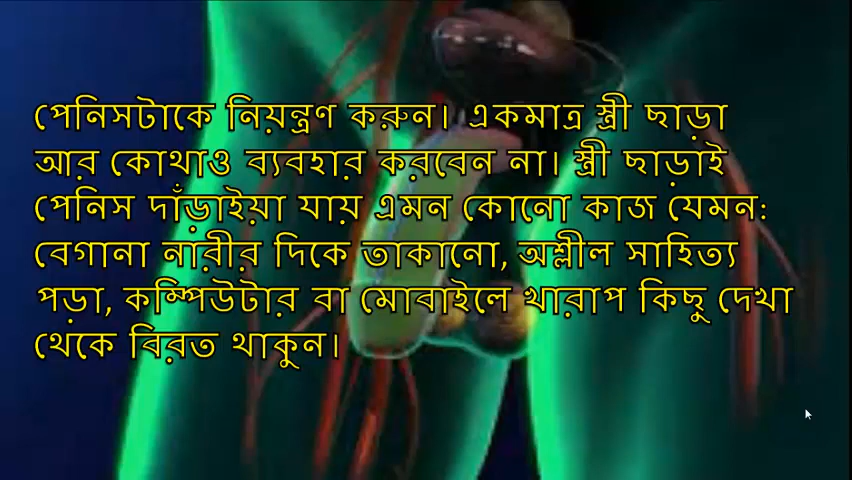 পেনিসটাকে নিয়ন্ত্রণ করুন। একমাত্র স্ত্রী ছাড়া
আর কোথাও ব্যবহার করবেন না। স্ত্রী ছাড়াই
পেনিস দাঁড়াইয়া যায় এমন কোনো কাজ যেমন:
বেগানা নারীর দিকে তাকানো, অশ্লীল সাহিত্য
পড়া, কম্পিউটার বা মোবাইলে খারাপ কিছু দেখা
থেকে বিরত থাকুন।